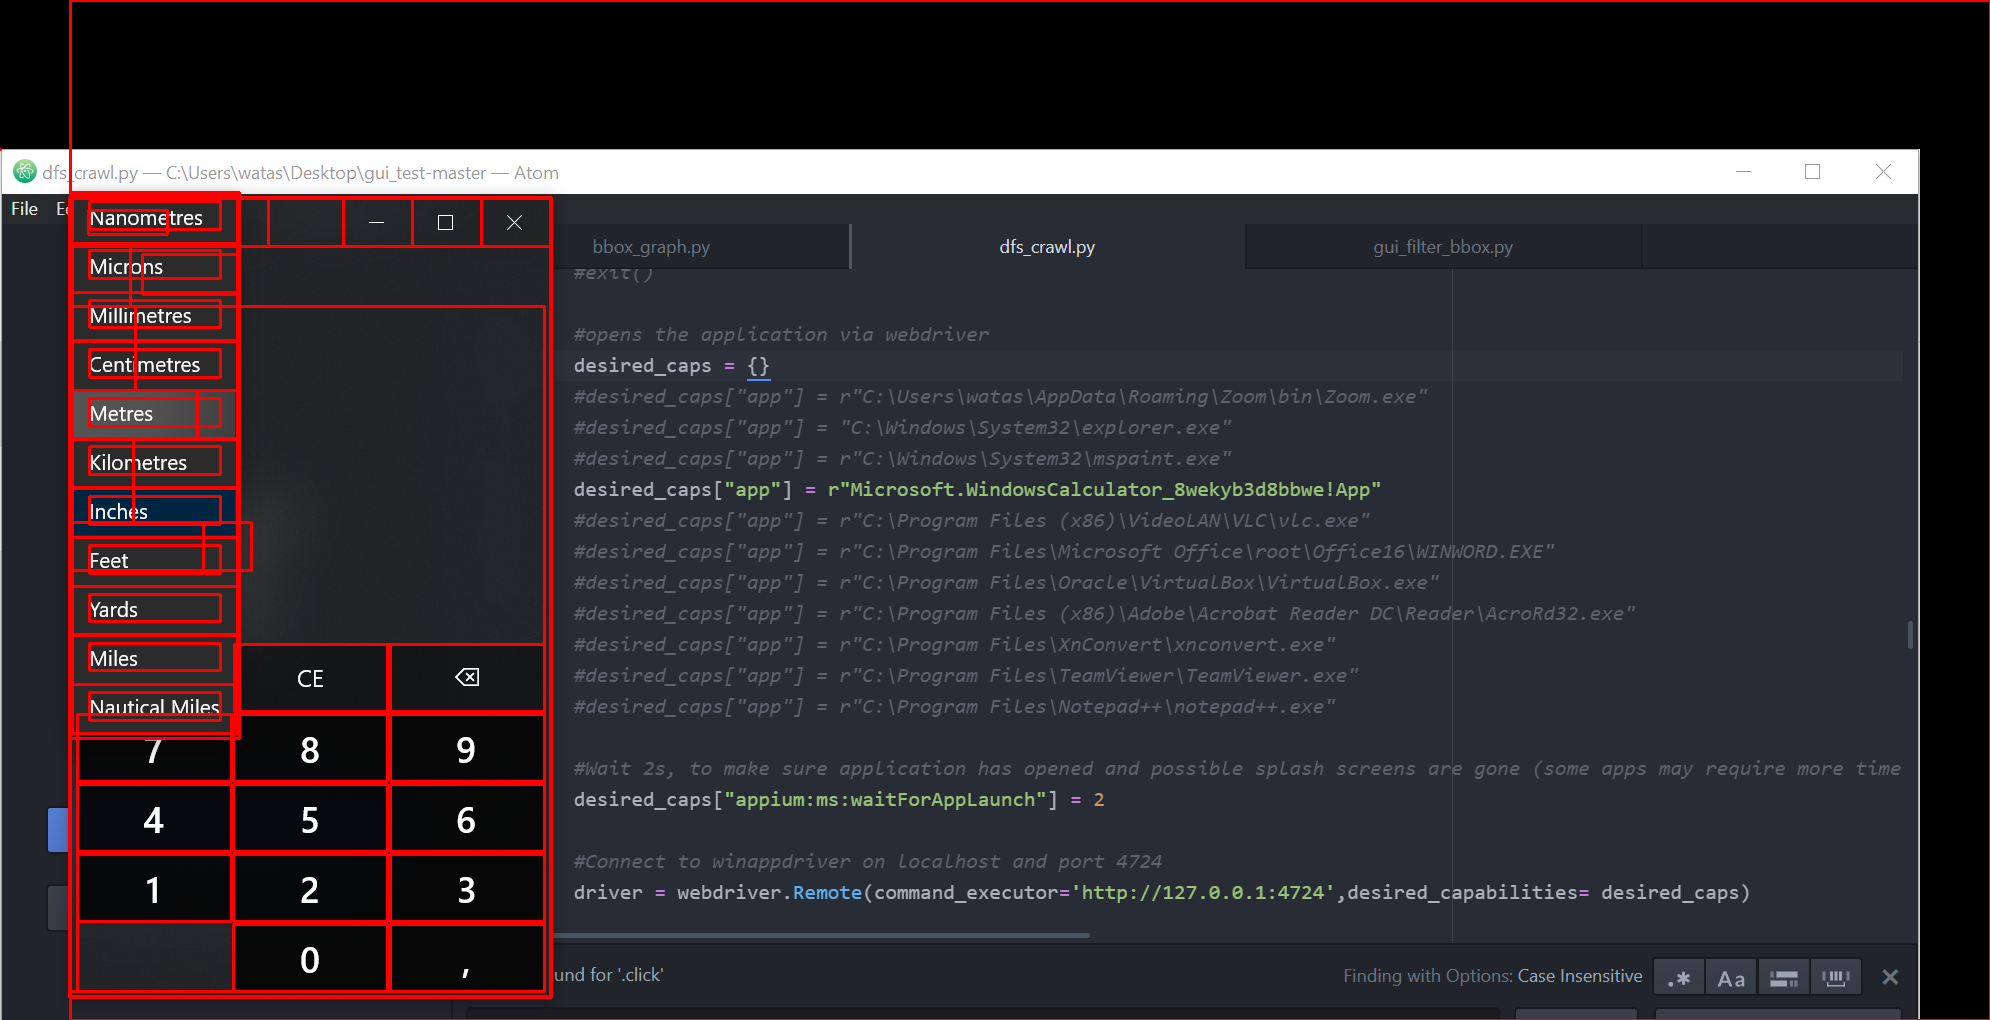 dfs_crawl.py — C:\Users\watas\Desktop\gui_test-master — Atom
File
Nanometres
Microns
Millimetres
Centimetres
Metres
Kilometres
Inches
Feet
Yards
Miles
Nautical Miles
CE
7 8 9
4 5 6
1 2 3
0 ,
bbox_graph.py dfs_crawl.py gui_filter_bbox.py
#exit()
#opens the application via webdriver
desired_caps = {}
#desired_caps["app"] = r"C:\Users\watas\AppData\Roaming\Zoom\bin\Zoom.exe"
#desired_caps["app"] = "C:\Windows\System32\explorer.exe"
#desired_caps["app"] = r"C:\Windows\System32\mspaint.exe"
desired_caps["app"] = r"Microsoft.WindowsCalculator_8wekyb3d8bbwe!App"
#desired_caps["app"] = r"C:\Program Files (x86)\VideoLAN\VLC\vlc.exe"
#desired_caps["app"] = r"C:\Program Files\Microsoft Office\root\Office16\WINWORD.EXE"
#desired_caps["app"] = r"C:\Program Files\Oracle\VirtualBox\VirtualBox.exe"
#desired_caps["app"] = r"C:\Program Files (x86)\Adobe\Acrobat Reader DC\Reader\AcroRd32.exe"
#desired_caps["app"] = r"C:\Program Files\XnConvert\xnconvert.exe"
#desired_caps["app"] = r"C:\Program Files\TeamViewer\TeamViewer.exe"
#desired_caps["app"] = r"C:\Program Files\Notepad++\notepad++.exe"
#Wait 2s, to make sure application has opened and possible splash screens are gone (some apps may require more time
desired_caps["appium:ms:waitForAppLaunch"] = 2
#Connect to winappdriver on localhost and port 4724
driver = webdriver.Remote(command_executor='http://127.0.0.1:4724',desired_capabilities= desired_caps)
und for '.click'
Finding with Options: Case Insensitive
.* Aa